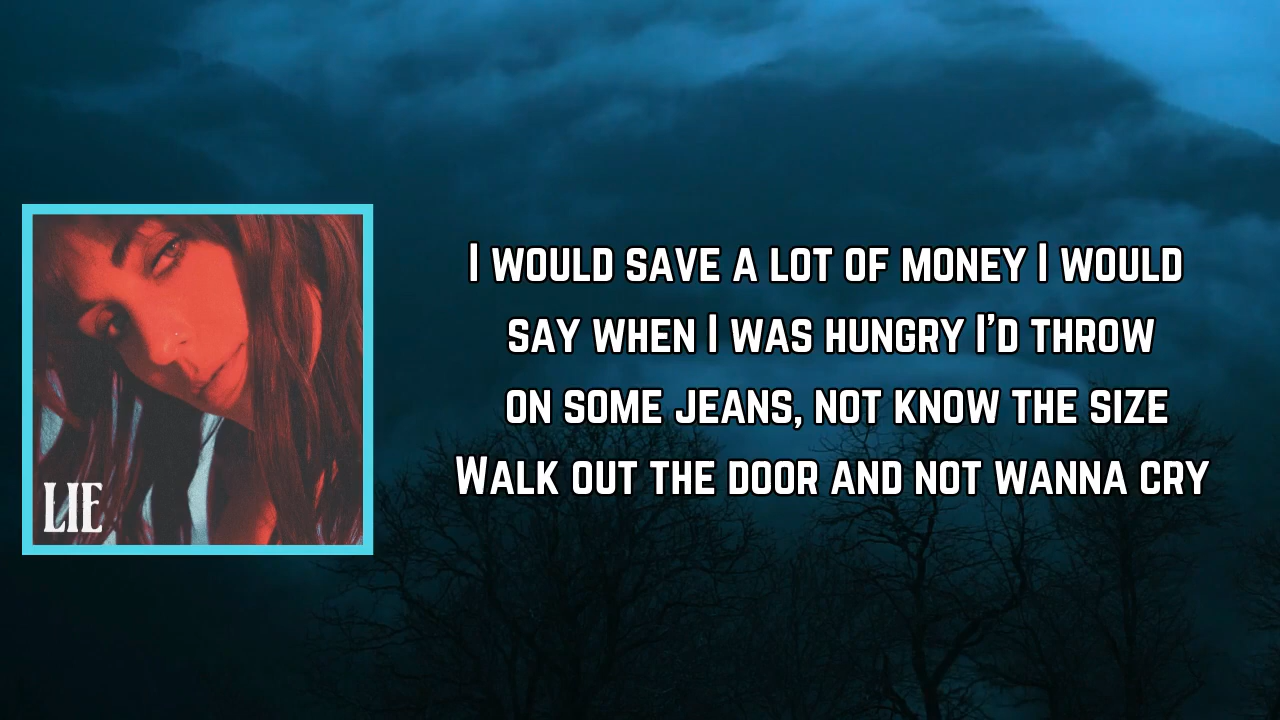 LIE
I WOULD SAVE A LOT OF MONEY I WOULD
SAY WHEN I WAS HUNGRY I'D THROW
ON SOME JEANS, NOT KNOW THE SIZE
WALK OUT THE DOOR AND NOT WANNA CRY